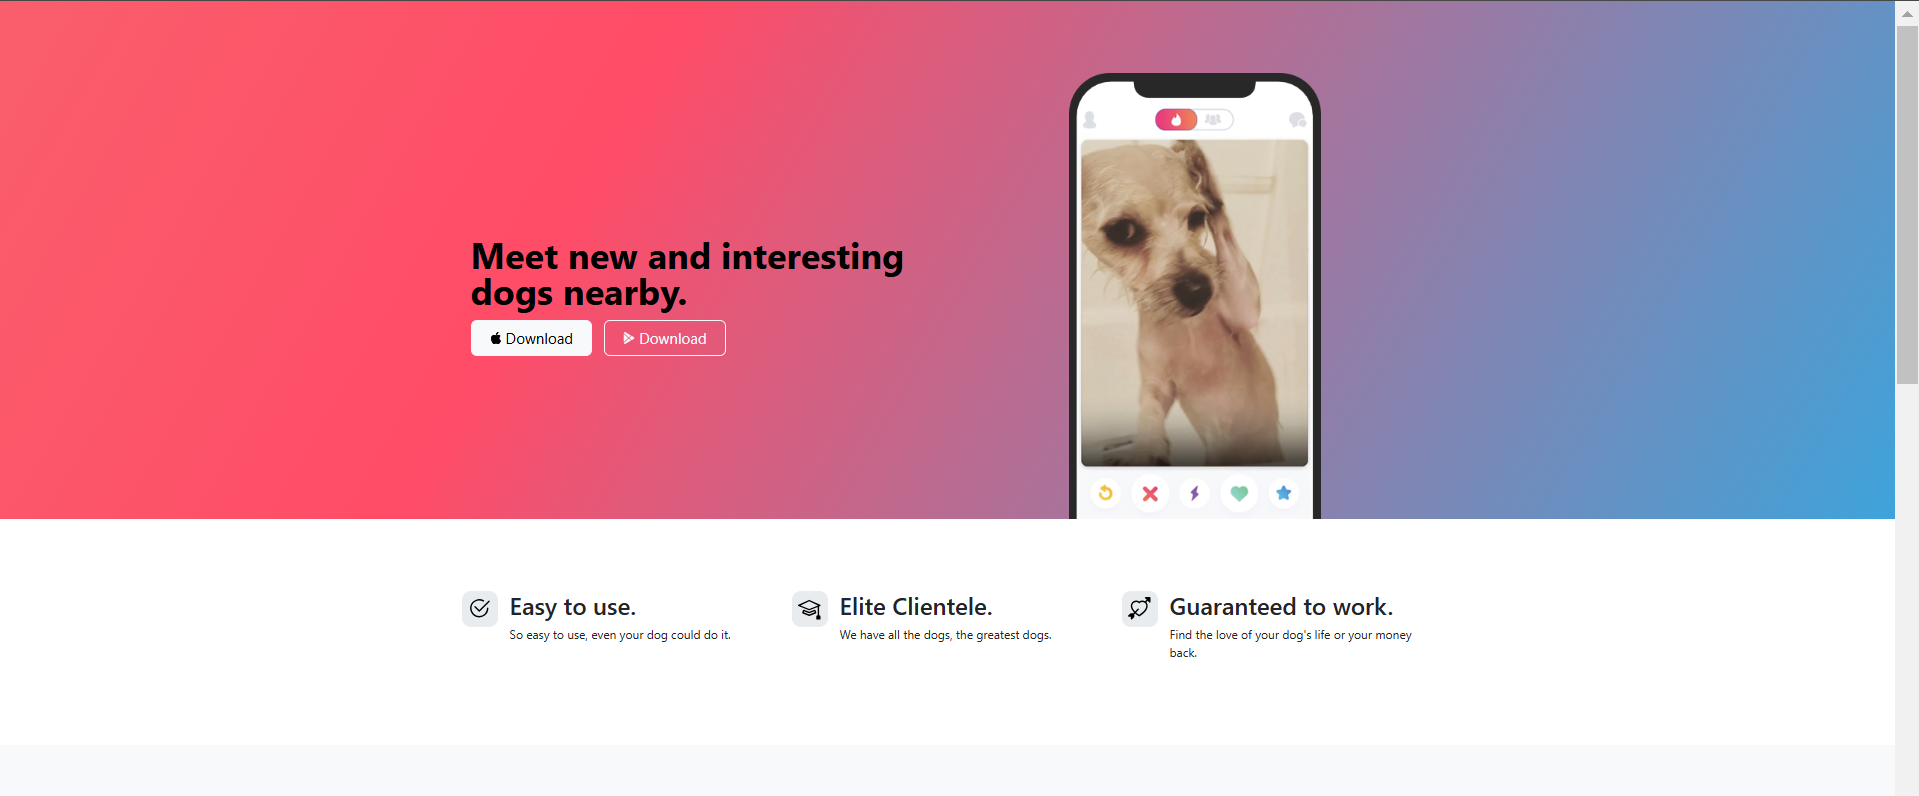 Meet new and interesting
dogs nearby.
Download
Download
Easy to use.
So easy to use, even your dog could do it.
Elite Clientele.
We have all the dogs, the greatest dogs.
Guaranteed to work.
Find the love of your dog's life or your money
back.